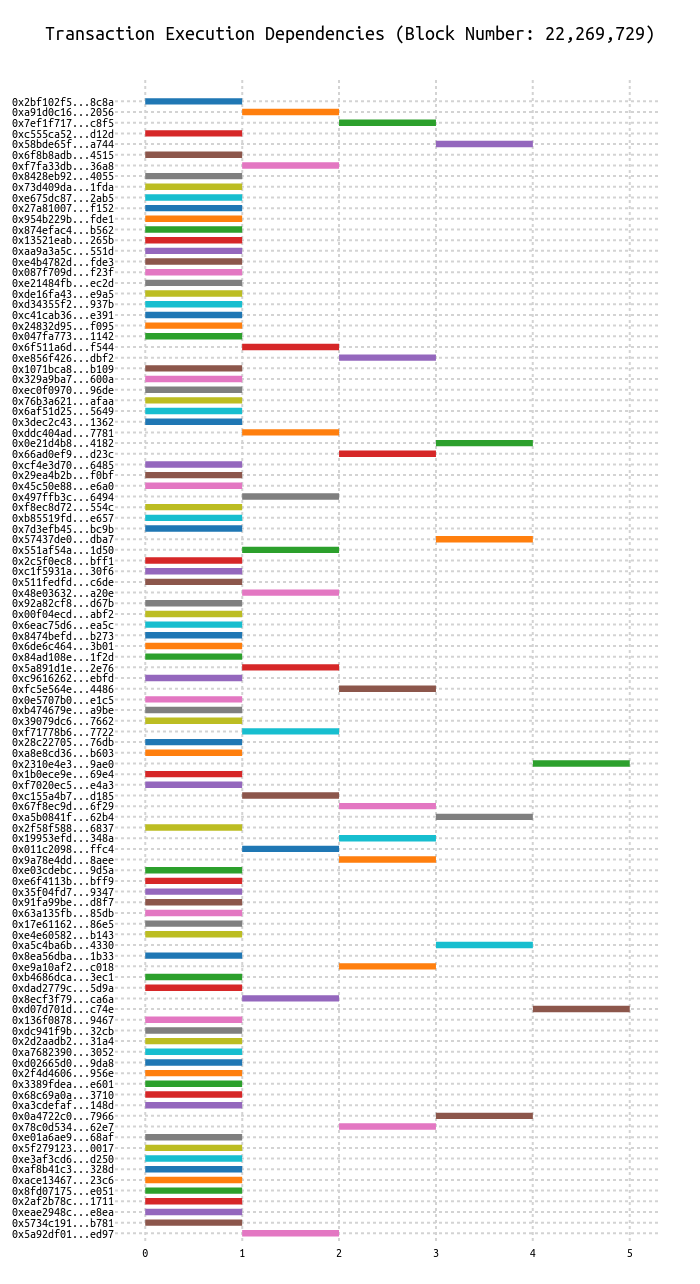 Transaction Execution Dependencies (Block Number: 22,269,729)
0x2bf102f5...8c8a
0xa91d0c16...2056
0x7ef1f717...c8f5
0xc555ca52...d12d
0x58bde65f...a744
0x6f8b8adb...4515
0xf7fa33db...36a8
0x8428eb92...4055
0x73d409da...1fda
0xe675dc87...2ab5
0x27a81007...f152
0x954b229b...fde1
0x874efac4...b562
0x13521eab...265b
0xaa9a3a5c...551d
0xe4b4782d...fde3
0x087f709d...f23f
0xe21484fb...ec2d
0xde16fa43...e9a5
0xd34355f2...937b
0xc41cab36...e391
0x24832d95...f095
0x047fa773...1142
0x6f511a6d...f544
0xe856f426...dbf2
0x1071bca8...b109
0x329a9ba7...600a
0xec0f0970...96de
0x76b3a621...afaa
0x6af51d25...5649
0x3dec2c43...1362
0xddc404ad...7781
0x0e21d4b8...4182
0x66ad0ef9...d23c
0xcf4e3d70...6485
0x29ea4b2b...f0bf
0x45c50e88...e6a0
0x497ffb3c...6494
0xf8ec8d72...554c
0xb85519fd...e657
0x7d3efb45...bc9b
0x57437de0...dba7
0x551af54a...1d50
0x2c5f0ec8...bff1
0xc1f5931a...30f6
0x511fedfd...c6de
0x48e03632...a20e
0x92a82cf8...d67b
0x00f04ecd...abf2
0x6eac75d6...ea5c
0x8474befd...b273
0x6de6c464...3b01
0x84ad108e...1f2d
0x5a891d1e...2e76
0xc9616262...ebfd
0xfc5e564e...4486
0x0e5707b0...e1c5
0xb474679e...a9be
0x39079dc6...7662
0xf71778b6...7722
0x28c22705...76db
0xa8e8cd36...b603
0x2310e4e3...9ae0
0x1b0ece9e...69e4
0xf7020ec5...e4a3
0xc155a4b7...d185
0x67f8ec9d...6f29
0xa5b0841f...62b4
0x2f58f588...6837
0x19953efd...348a
0x011c2098...ffc4
0x9a78e4dd...8aee
0xe03cdebc...9d5a
0xe6f4113b...bff9
0x35f04fd7...9347
0x91fa99be...d8f7
0x63a135fb...85db
0x17e61162...86e5
0xe4e60582...b143
0xa5c4ba6b...4330
0x8ea56dba...1b33
0xe9a10af2...c018
0xb4686dca...3ec1
0xdad2779c...5d9a
0x8ecf3f79...ca6a
0xd07d701d...c74e
0x136f0878...9467
0xdc941f9b...32cb
0x2d2aadb2...31a4
0xa7682390...3052
0xd02665d0...9da8
0x2f4d4606...956e
0x3389fdea...e601
0x68c69a0a...3710
0xa3cdefaf...148d
0x0a4722c0...7966
0x78c0d534...62e7
0xe01a6ae9...68af
0x5f279123...0017
0xe3af3cd6...d250
0xaf8b41c3...328d
0xace13467...23c6
0x8fd07175...e051
0x2af2b78c...1711
0xeae2948c...e8ea
0x5734c191...b781
0x5a92df01...ed97
0 1 2 3 4 5